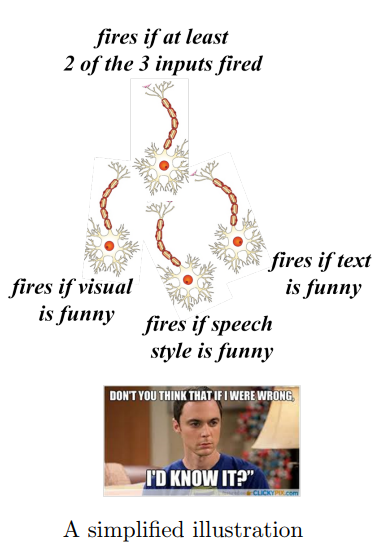 fires if at least
2 of the 3 inputs fired
fires if visual
is funny
fires if speech
style is funny
fires if text
is funny
DON'T YOU THINK THAT IF I WERE WRONG,
I'D KNOW IT?"
CLICKYPIX.com
A simplified illustration